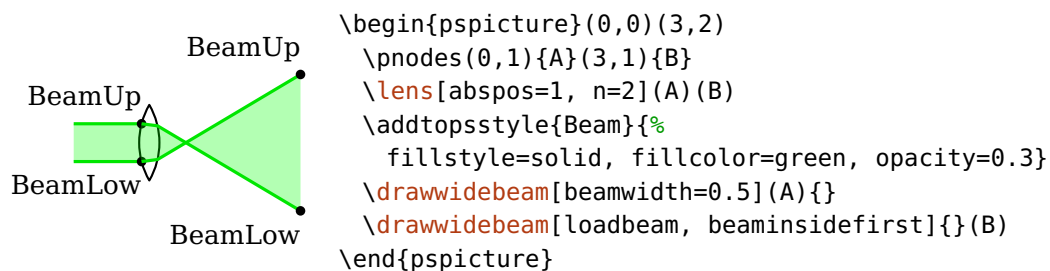 BeamUp
BeamUp
BeamLow
BeamLow
\begin{pspicture}(0,0)(3,2)
\pnodes(0,1){A}(3,1){B}
\lens[abspos=1, n=2](A)(B)
\addtopsstyle{Beam}{%
fillstyle=solid, fillcolor=green, opacity=0.3}
\drawwidebeam[beamwidth=0.5](A){}
\drawwidebeam[loadbeam, beaminsidefirst]{}(B)
\end{pspicture}